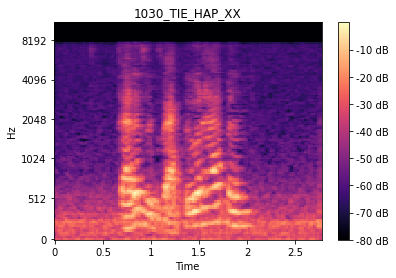 1030_TIE_HAP_XX
8192
4096
2048
1024
512
0
Hz
0
0.5
1
1.5
2
2.5
Time
-10 dB
-20 dB
-30 dB
-40 dB
-50 dB
-60 dB
-70 dB
-80 dB